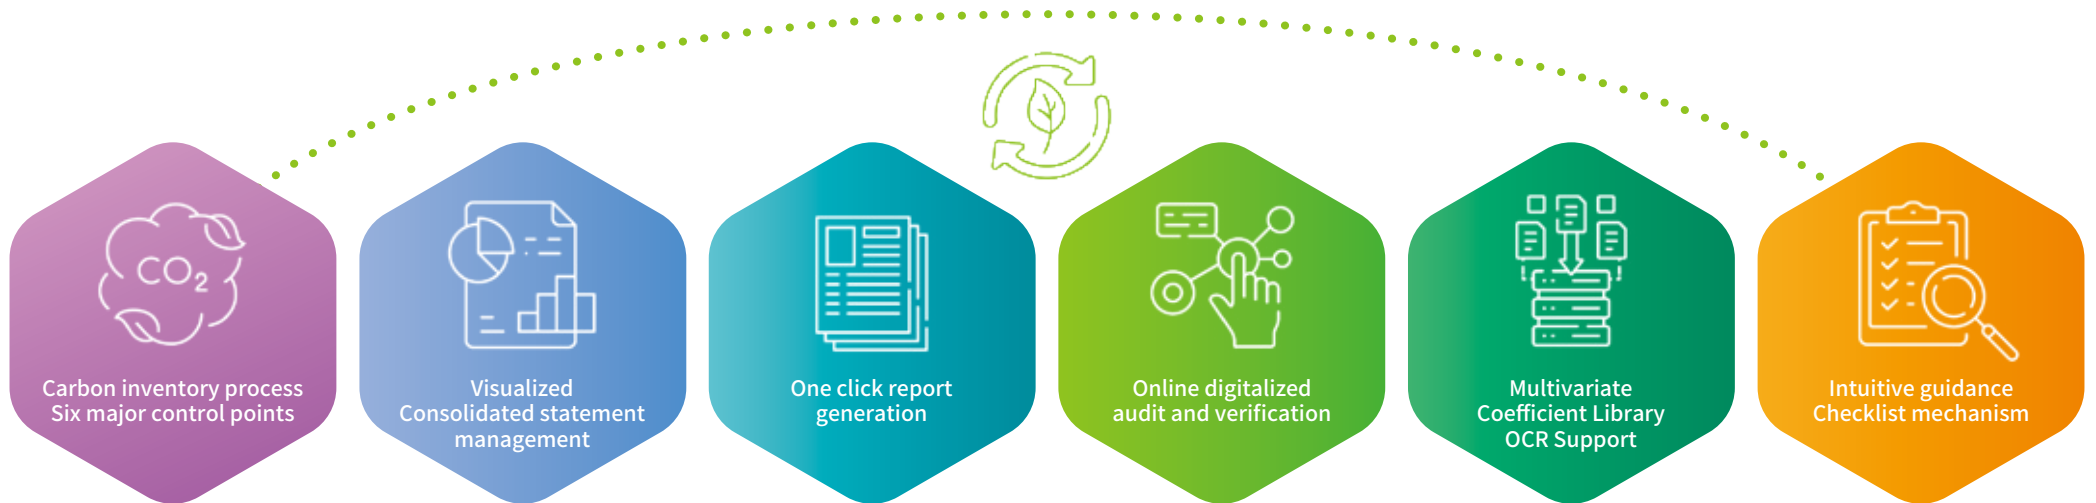 CO2
Carbon inventory process
Six major control points
Visualized
Consolidated statement
management
One click report
generation
Online digitalized
audit and verification
Multivariate
Coefficient Library
OCR Support
Intuitive guidance
Checklist mechanism